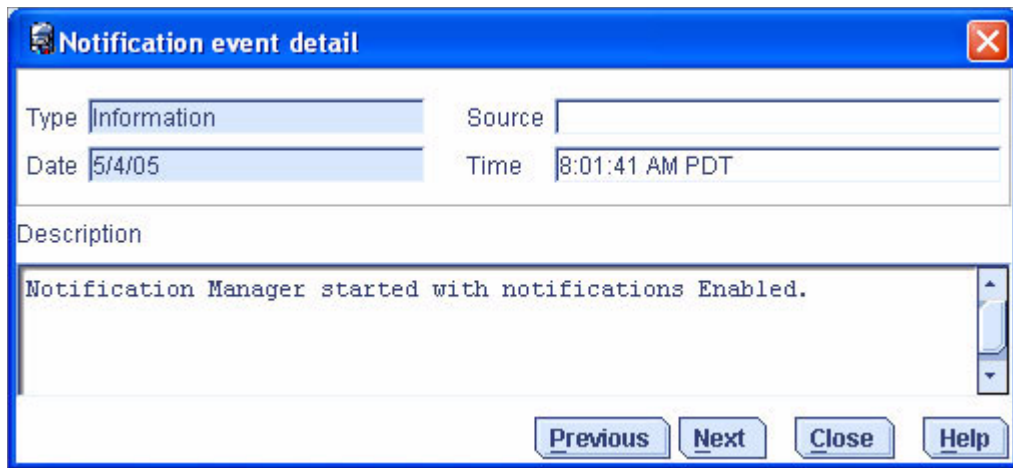 Notification event detail
Type Information Source
Date 5/4/05 Time 8:01:41 AM PDT
Description
Notification Manager started with notifications Enabled.
Previous Next Close Help